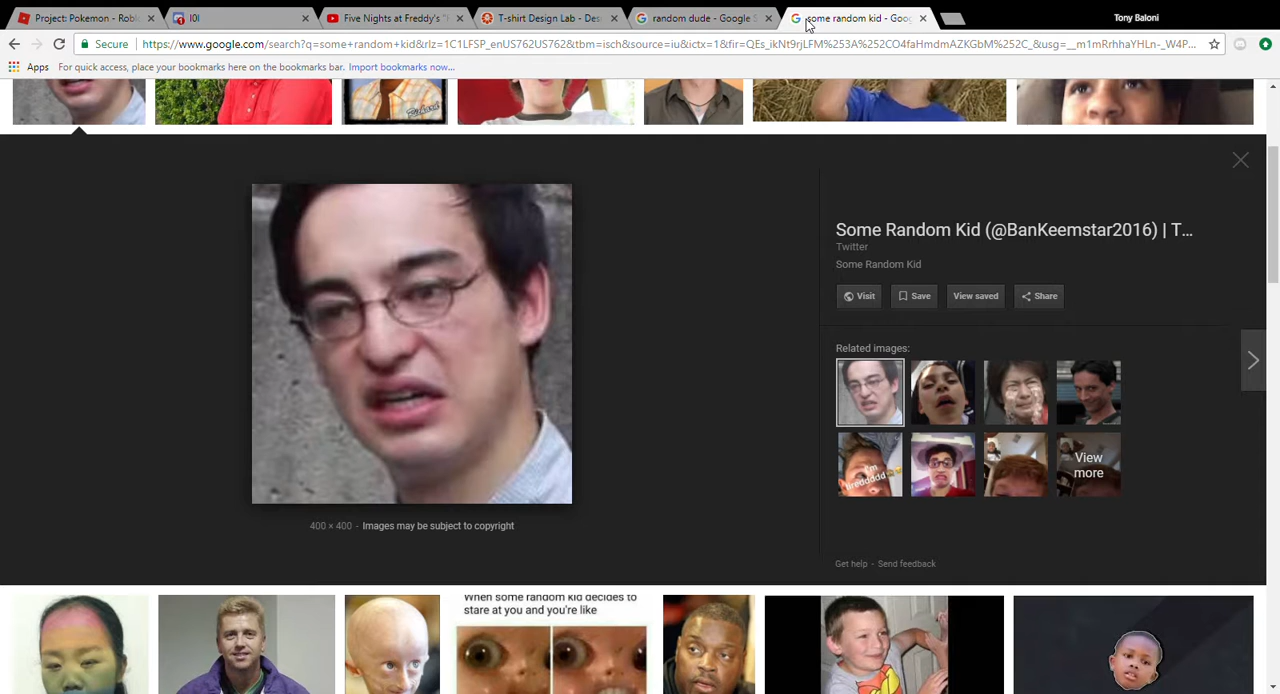 Project: Pokemon - Robl
IOI
Five Nights at Freddy's "H
T-shirt Design Lab - Desi
random dude - Google S
some random kid - Goog
Tony Baloni
Secure
https://www.google.com/search?q=some+random+kid&rlz=1C1LFSP_enUS762US762&tbm=isch&source=iu&ictx=1&fir=QEs_ikNt9rjLFM%253A%252CO4faHmdmAZKGbM%252C_&usg=__m1mRrhhaYHLn-_W4P...
Apps
For quick access, place your bookmarks here on the bookmarks bar. Import bookmarks now...
Some Random Kid (@BanKeemstar2016) | T...
Twitter
Some Random Kid
Visit
Save
View saved
Share
Related images:
I'm
Dredgddd
View
more
400 × 400 - Images may be subject to copyright
Get help - Send feedback
When some random kid decides to
stare at you and you're like